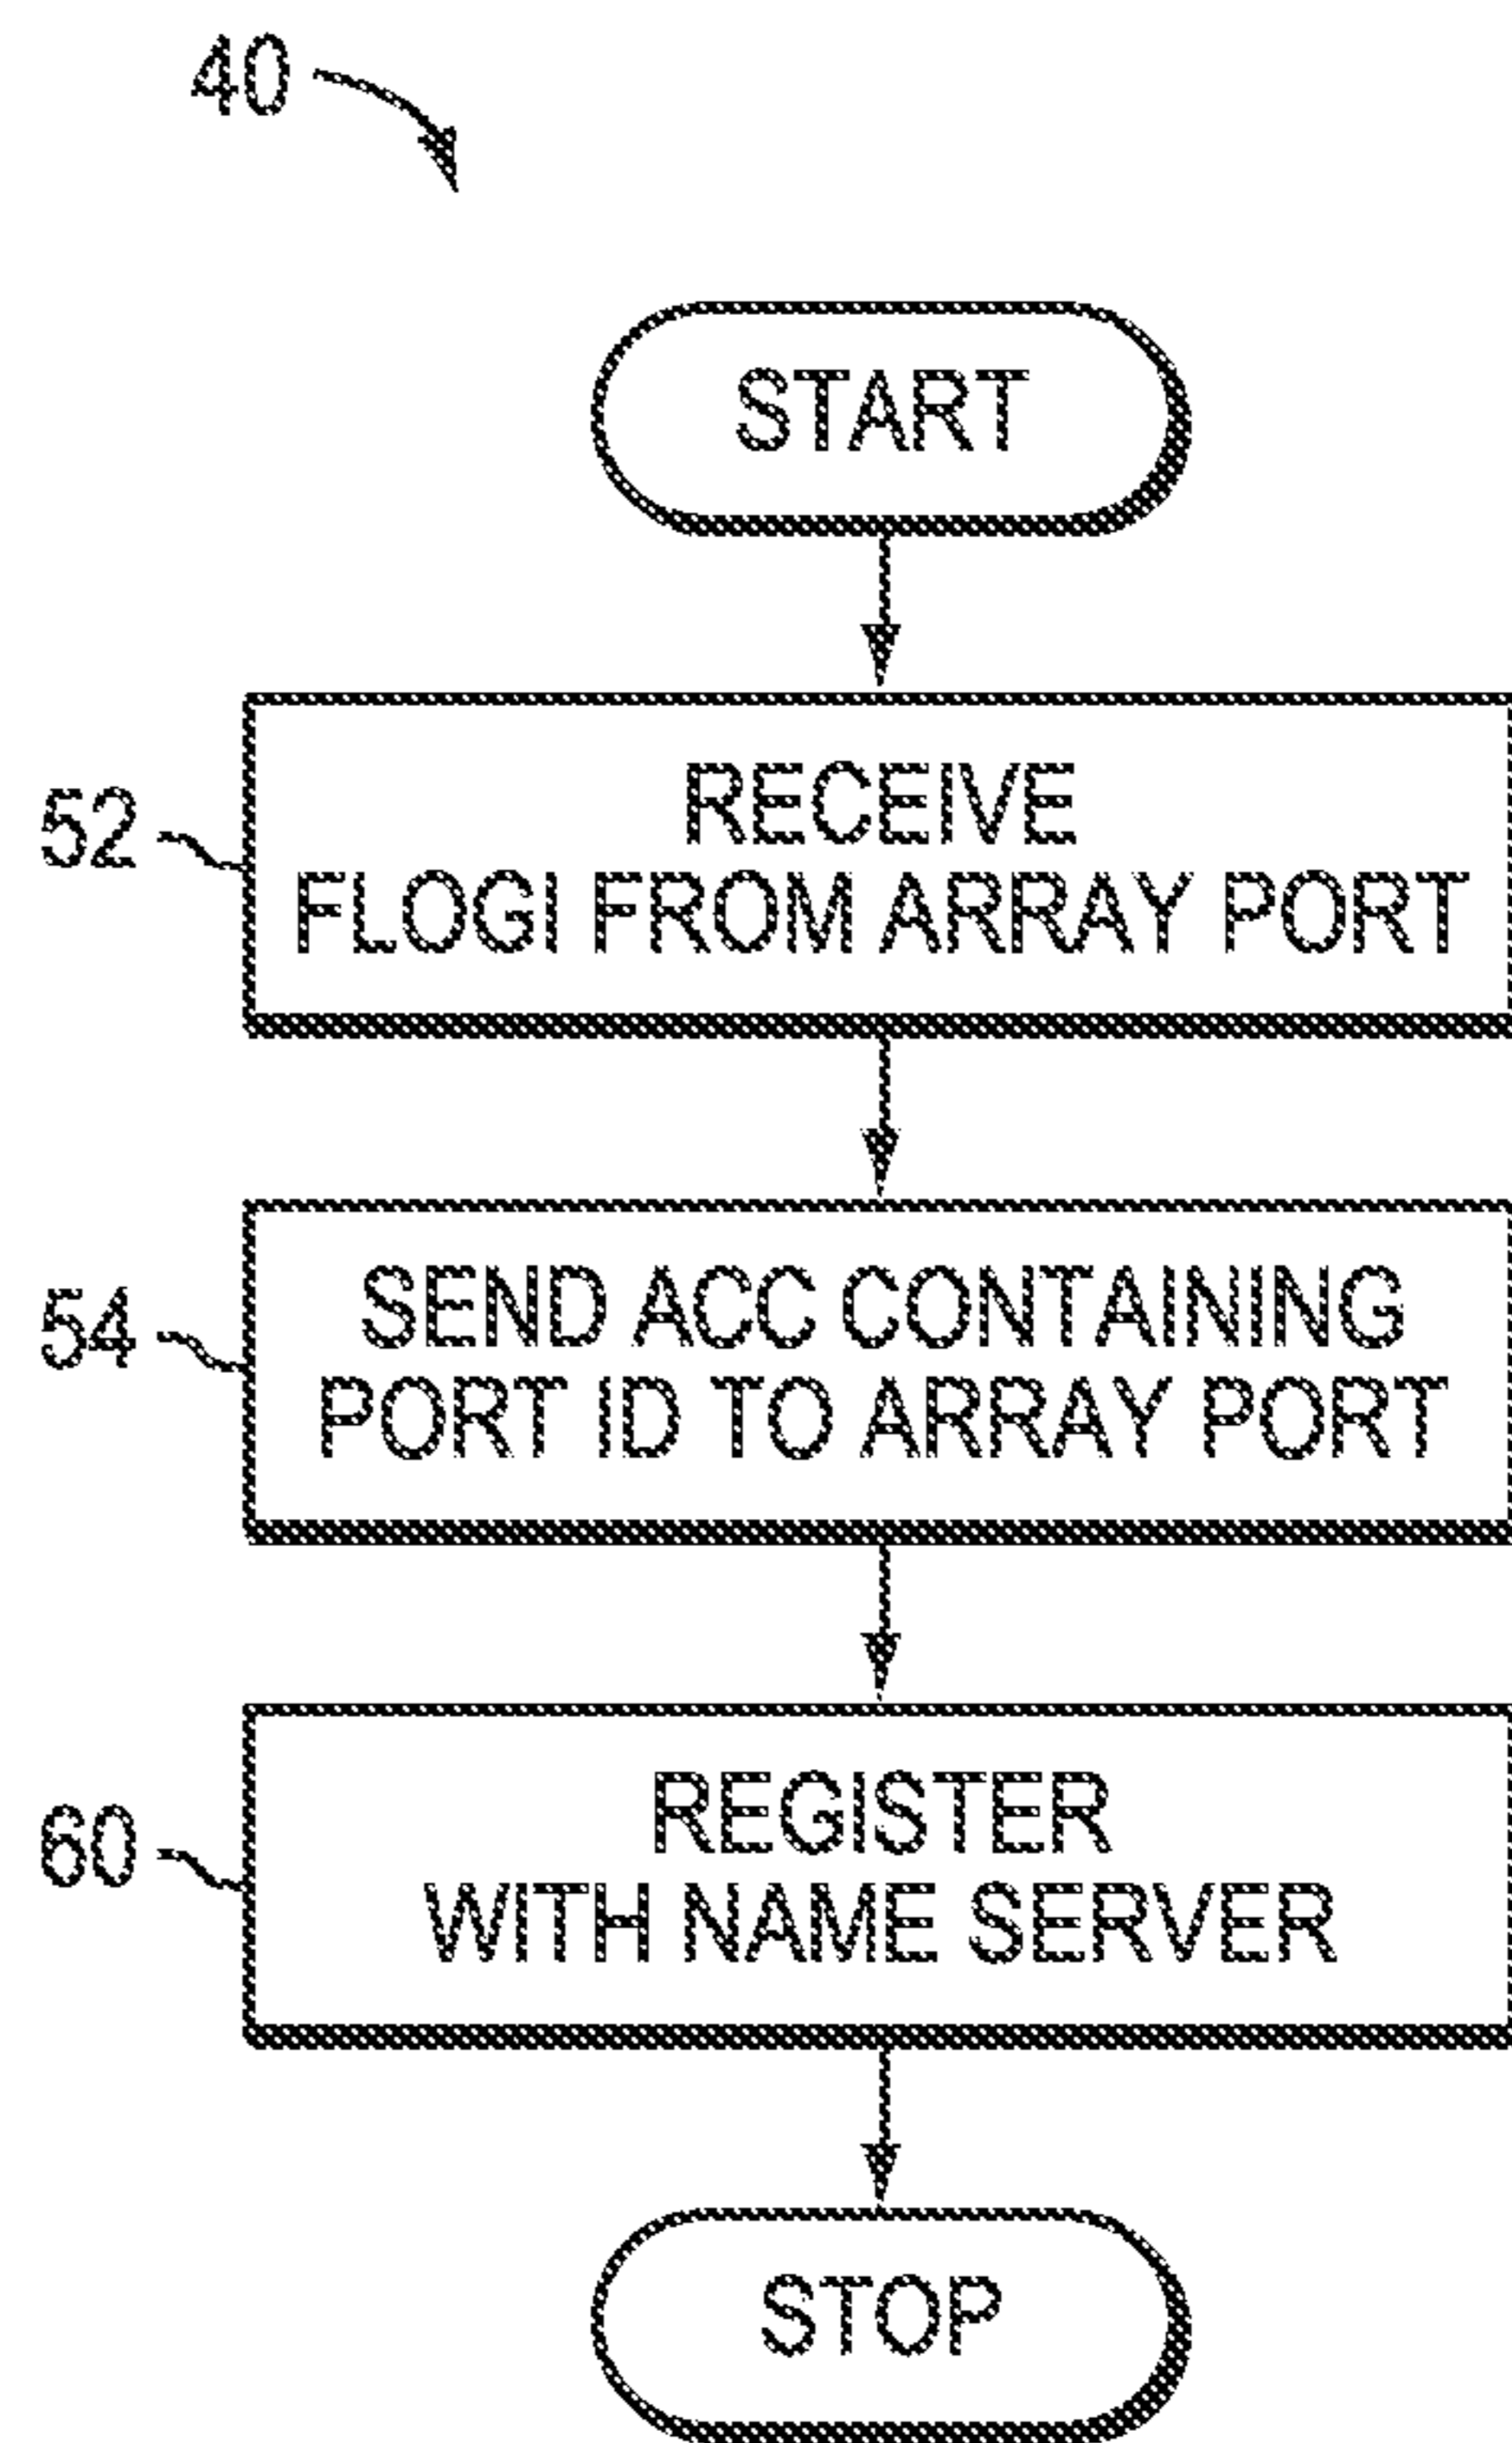 40
START
52
RECEIVE
FLOGI FROM ARRAY PORT
54
SEND ACC CONTAINING
PORT ID TO ARRAY PORT
60
REGISTER
WITH NAME SERVER
STOP